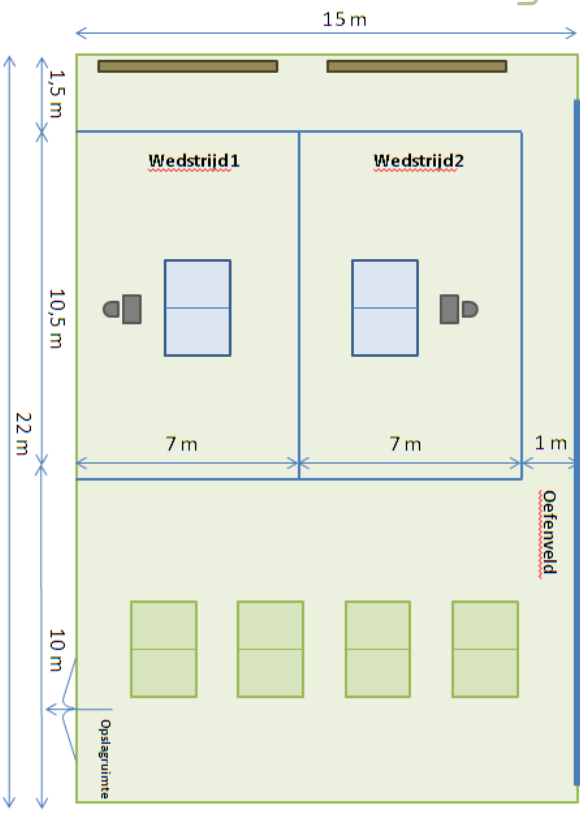 15 m
1,5 m
Wedstrijd1
Wedstrijd2
10,5 m
22 m
7 m
7 m
1 m
Oefenveld
10 m
Opslagruimte